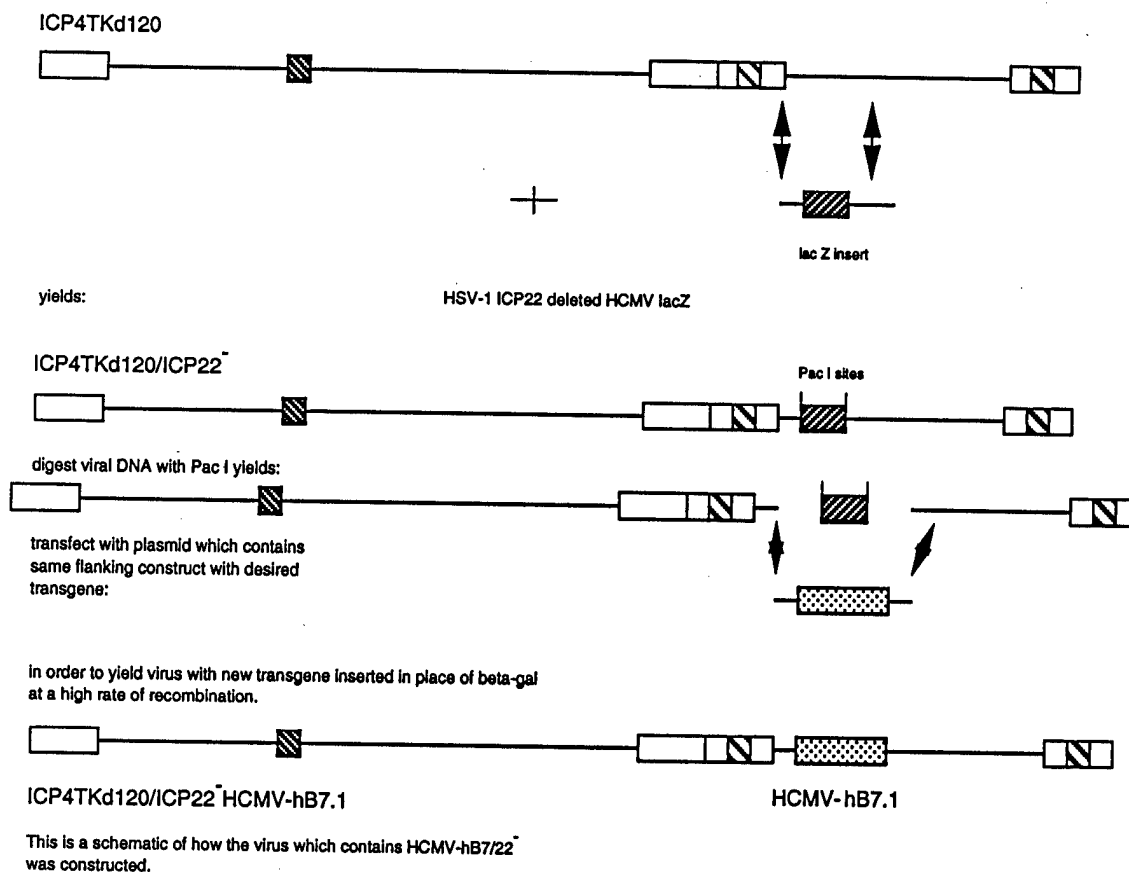 ICP4TKd120
lac Z insert
yields:
HSV-1 ICP22 deleted HCMV lacZ
ICP4TKd120/ICP22⁻
Pac I sites
digest viral DNA with Pac I yields:
transfect with plasmid which contains
same flanking construct with desired
transgene:
in order to yield virus with new transgene inserted in place of beta-gal
at a high rate of recombination.
ICP4TKd120/ICP22⁻HCMV-hB7.1
HCMV-hB7.1
This is a schematic of how the virus which contains HCMV-hB7/22⁻
was constructed.